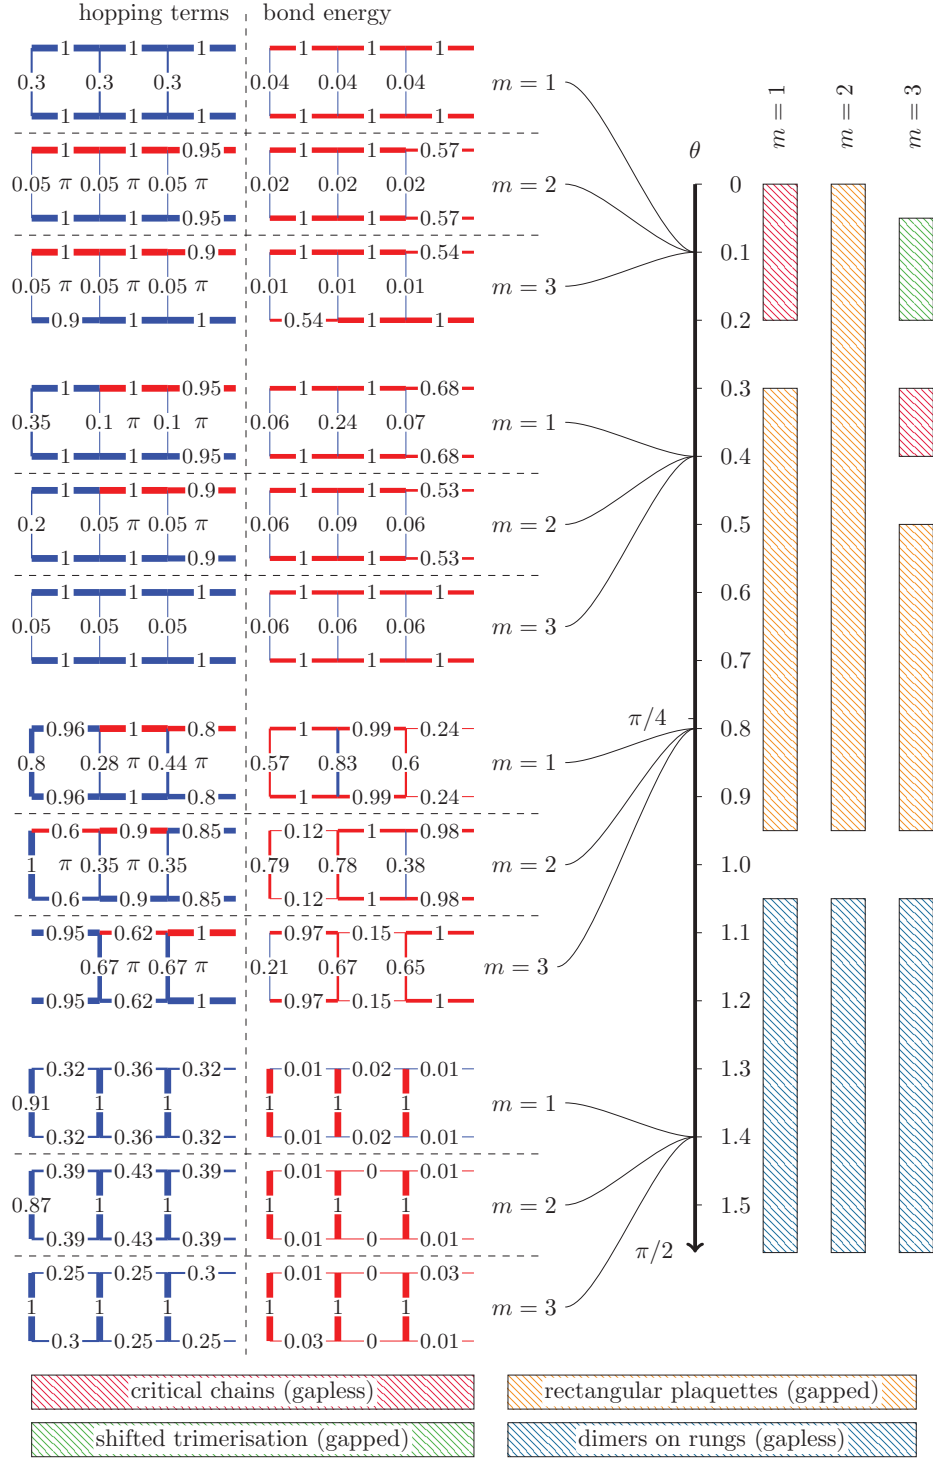 hopping terms bond energy
1 1 1 1 1 1
0.3 0.3 0.3 0.04 0.04 0.04 m = 1
1 1 1 1 1 1
1 1 0.95 1 1 0.57
0.05 π 0.05 π 0.05 π 0.02 0.02 0.02 m = 2
1 1 0.95 1 1 0.57
1 1 0.9 1 1 0.54
0.05 π 0.05 π 0.05 π 0.01 0.01 0.01 m = 3
0.9 1 1 0.54 1 1
1 1 0.95 1 1 0.68
0.35 0.1 π 0.1 π 0.06 0.24 0.07 m = 1
1 1 0.95 1 1 0.68
1 1 0.9 1 1 0.53
0.2 0.05 π 0.05 π 0.06 0.09 0.06 m = 2
1 1 0.9 1 1 0.53
1 1 1 1 1 1
0.05 0.05 0.05 0.06 0.06 0.06 m = 3
1 1 1 1 1 1
0.96 1 0.8 1 0.99 0.24
0.8 0.28 π 0.44 π 0.57 0.83 0.6 m = 1
0.96 1 0.8 1 0.99 0.24
0.6 0.9 0.85 0.12 1 0.98
1 π 0.35 π 0.35 0.79 0.78 0.38 m = 2
0.6 0.9 0.85 0.12 1 0.98
0.95 0.62 1 0.97 0.15 1
0.67 π 0.67 π 0.21 0.67 0.65 m = 3
0.95 0.62 1 0.97 0.15 1
0.32 0.36 0.32 0.01 0.02 0.01
0.91 1 1 1 1 1 m = 1
0.32 0.36 0.32 0.01 0.02 0.01
0.39 0.43 0.39 0.01 0 0.01
0.87 1 1 1 1 1 m = 2
0.39 0.43 0.39 0.01 0 0.01
0.25 0.25 0.3 0.01 0 0.03
1 1 1 1 1 1 m = 3
0.3 0.25 0.25 0.03 0 0.01
m = 1
m = 2
m = 3
θ
0
0.1
0.2
0.3
0.4
0.5
0.6
0.7
π/4
0.8
0.9
1.0
1.1
1.2
1.3
1.4
1.5
π/2
critical chains (gapless) rectangular plaquettes (gapped)
shifted trimerisation (gapped) dimers on rungs (gapless)